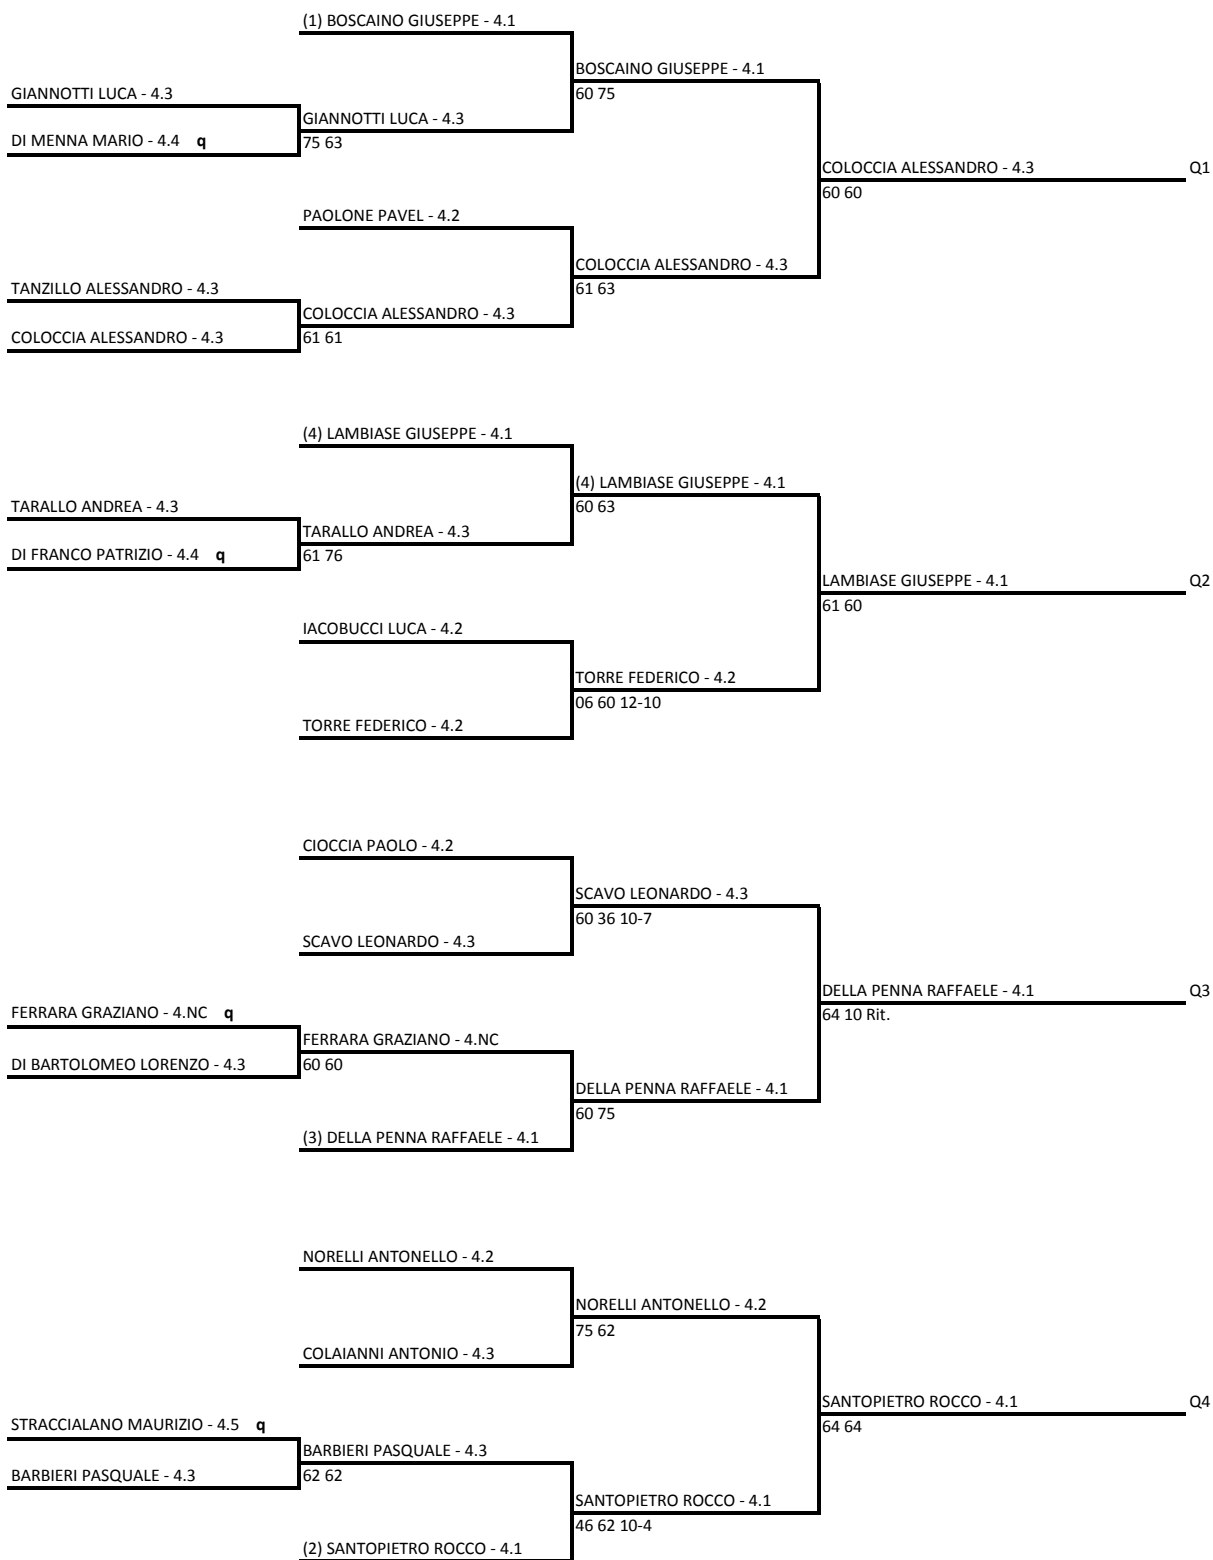 (1) BOSCAINO GIUSEPPE - 4.1
BOSCAINO GIUSEPPE - 4.1
GIANNOTTI LUCA - 4.3
60 75
GIANNOTTI LUCA - 4.3
DI MENNA MARIO - 4.4 q
75 63
COLOCCIA ALESSANDRO - 4.3 Q1
60 60
PAOLONE PAVEL - 4.2
COLOCCIA ALESSANDRO - 4.3
TANZILLO ALESSANDRO - 4.3
61 63
COLOCCIA ALESSANDRO - 4.3
COLOCCIA ALESSANDRO - 4.3
61 61
(4) LAMBIASE GIUSEPPE - 4.1
(4) LAMBIASE GIUSEPPE - 4.1
TARALLO ANDREA - 4.3
60 63
TARALLO ANDREA - 4.3
DI FRANCO PATRIZIO - 4.4 q
61 76
LAMBIASE GIUSEPPE - 4.1 Q2
61 60
IACOBUCCI LUCA - 4.2
TORRE FEDERICO - 4.2
06 60 12-10
TORRE FEDERICO - 4.2
CIOCCIA PAOLO - 4.2
SCAVO LEONARDO - 4.3
60 36 10-7
SCAVO LEONARDO - 4.3
DELLA PENNA RAFFAELE - 4.1 Q3
FERRARA GRAZIANO - 4.NC q
64 10 Rit.
FERRARA GRAZIANO - 4.NC
DI BARTOLOMEO LORENZO - 4.3
60 60
DELLA PENNA RAFFAELE - 4.1
60 75
(3) DELLA PENNA RAFFAELE - 4.1
NORELLI ANTONELLO - 4.2
NORELLI ANTONELLO - 4.2
75 62
COLAIANNI ANTONIO - 4.3
SANTOPIETRO ROCCO - 4.1 Q4
STRACCIALANO MAURIZIO - 4.5 q
64 64
BARBIERI PASQUALE - 4.3
BARBIERI PASQUALE - 4.3
62 62
SANTOPIETRO ROCCO - 4.1
46 62 10-4
(2) SANTOPIETRO ROCCO - 4.1